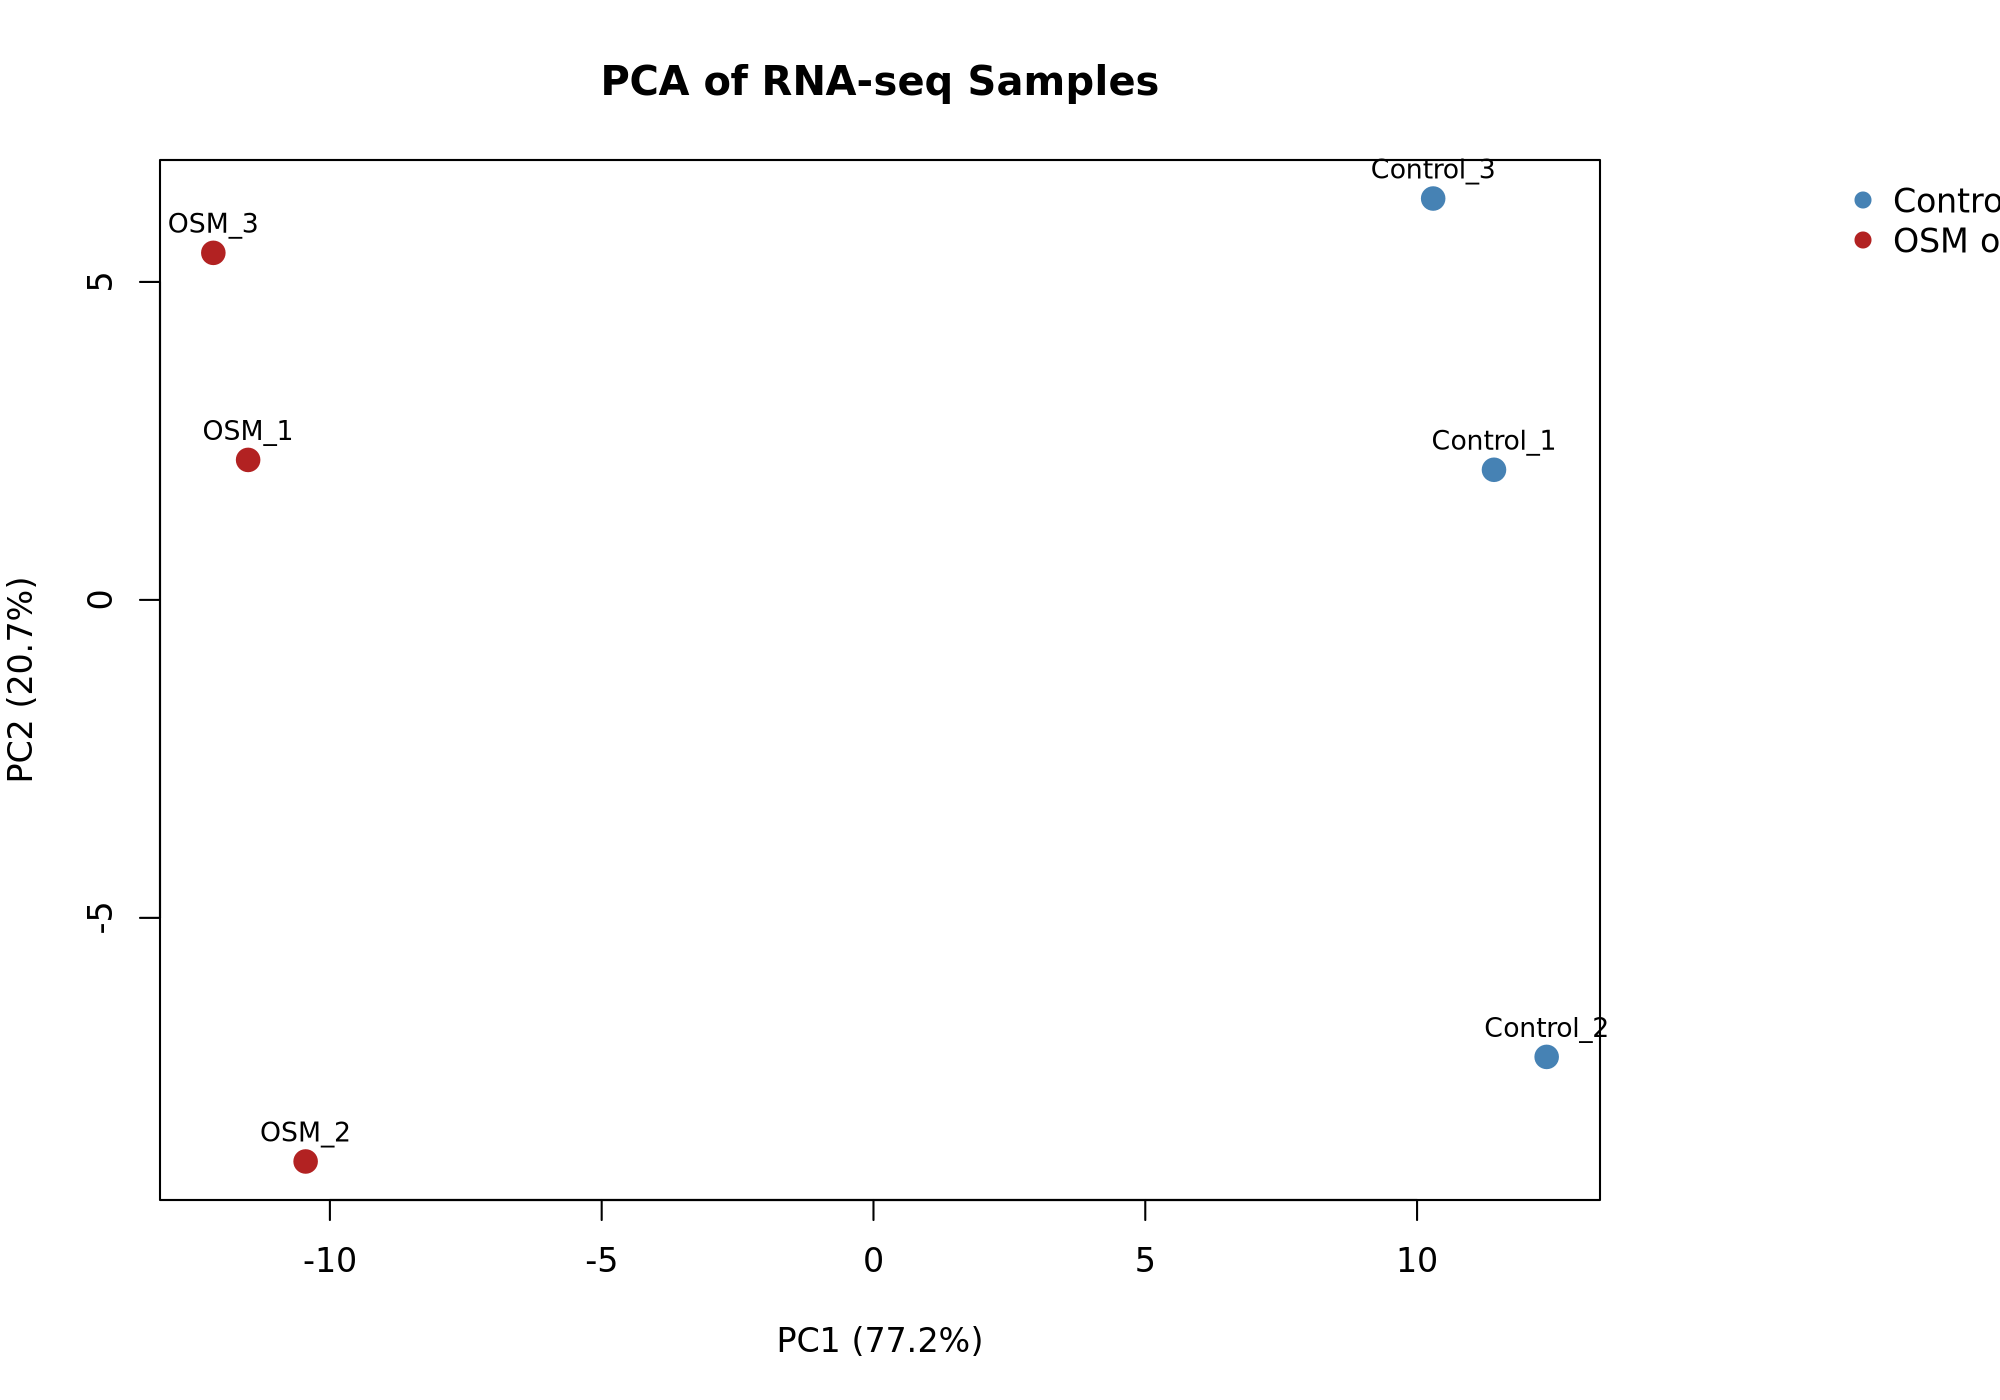 PCA of RNA-seq Samples
Control_3
OSM_3
OSM_1
Control_1
Control_2
OSM_2
5
0
-5
PC2 (20.7%)
-10
-5
0
5
10
PC1 (77.2%)
Contro
OSM o